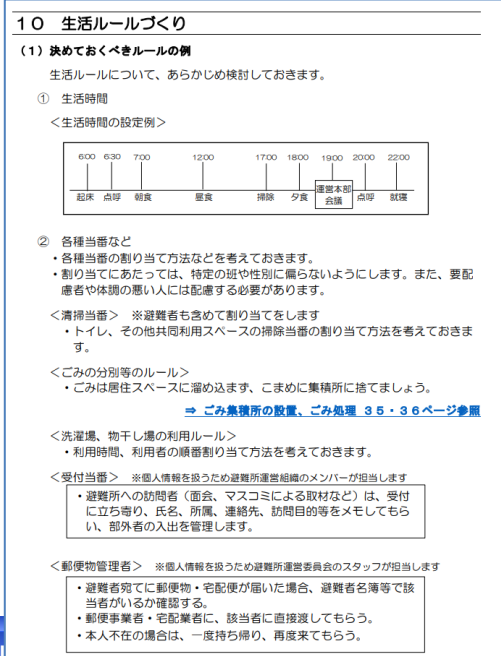 １０　生活ルールづくり
（１）決めておくべきルールの例
生活ルールについて、あらかじめ検討しておきます。
①　生活時間
＜生活時間の設定例＞
6:00　6:30　7:00　12:00　17:00　18:00　19:00　20:00　22:00
起床　点呼　朝食　昼食　掃除　夕食　運営本部会議　点呼　就寝
②　各種当番など
・各種当番の割り当て方法などを考えておきます。
・割り当てにあたっては、特定の班や性別に偏らないようにします。また、要配
慮者や体調の悪い人には配慮する必要があります。
＜清掃当番＞　※避難者も含めて割り当てをします
・トイレ、その他共同利用スペースの掃除当番の割り当て方法を考えておきま
す。
＜ごみの分別等のルール＞
・ごみは居住スペースに溜め込まず、こまめに集積所に捨てましょう。
⇒ ごみ集積所の設置、ごみ処理 ３５・３６ページ参照
＜洗濯場、物干し場の利用ルール＞
・利用時間、利用者の順番割り当て方法を考えておきます。
＜受付当番＞　※個人情報を扱うため避難所運営組織のメンバーが担当します
・避難所への訪問者（面会、マスコミによる取材など）は、受付
に立ち寄り、氏名、所属、連絡先、訪問目的等をメモしてもら
い、部外者の入出を管理します。
＜郵便物管理者＞　※個人情報を扱うため避難所運営委員会のスタッフが担当します
・避難者宛てに郵便物・宅配便が届いた場合、避難者名簿等で該
当者がいるか確認する。
・郵便事業者・宅配業者に、該当者に直接渡してもらう。
・本人不在の場合は、一度持ち帰り、再度来てもらう。